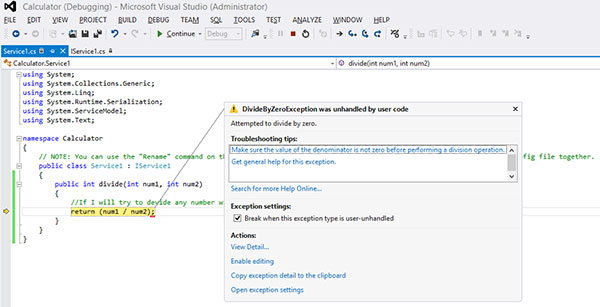 Calculator (Debugging) - Microsoft Visual Studio (Administrator)
FILE EDIT VIEW PROJECT BUILD DEBUG TEAM SQL TOOLS TEST ANALYZE WINDOW HELP
Continue Debug
Service1.cs IService1.cs
Calculator.Service1 divide(int num1, int num2)
using System;
using System.Collections.Generic;
using System.Linq;
using System.Runtime.Serialization;
using System.ServiceModel;
using System.Text;
namespace Calculator
{
// NOTE: You can use the "Rename" command on th
fig file together.
public class Service1 : IService1
{
public int divide(int num1, int num2)
{
//If I will try to devide any number w
return (num1 / num2);
}
}
}
DivideByZeroException was unhandled by user code
Attempted to divide by zero.
Troubleshooting tips:
Make sure the value of the denominator is not zero before performing a division operation.
Get general help for this exception.
Search for more Help Online...
Exception settings:
Break when this exception type is user-unhandled
Actions:
View Detail...
Enable editing
Copy exception detail to the clipboard
Open exception settings